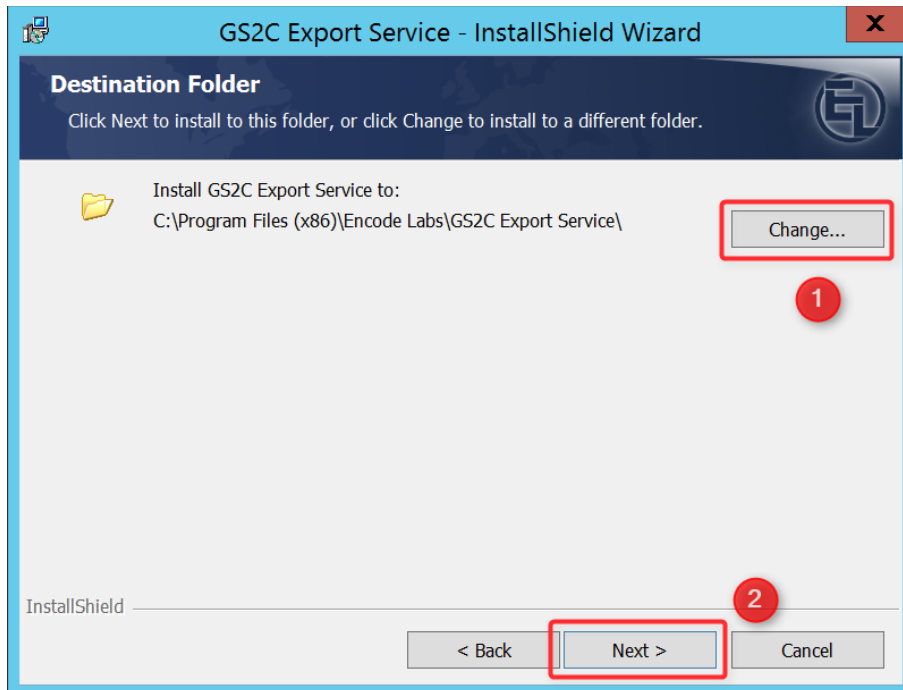 GS2C Export Service - InstallShield Wizard
X
Destination Folder
Click Next to install to this folder, or click Change to install to a different folder.
EL
Install GS2C Export Service to:
C:\Program Files (x86)\Encode Labs\GS2C Export Service\
Change...
1
InstallShield
2
< Back
Next >
Cancel